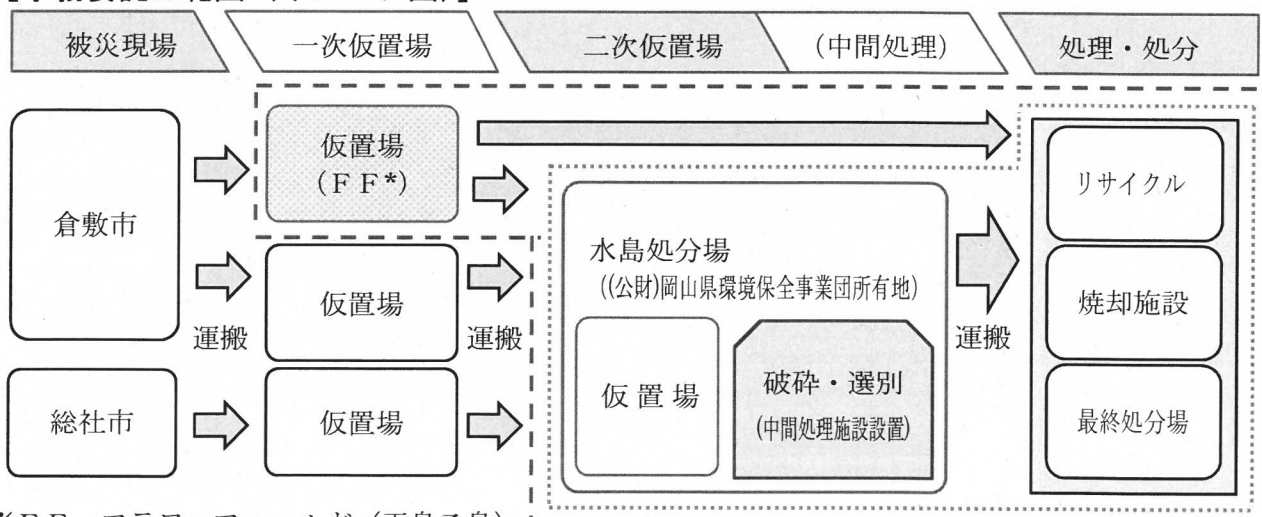 被災現場
一次仮置場
二次仮置場
(中間処理)
処理・処分
倉敷市
仮置場
(FF*)
運搬
仮置場
運搬
総社市
仮置場
水島処分場
((公財)岡山県環境保全事業団所有地)
仮置場
破砕・選別
(中間処理施設設置)
運搬
リサイクル
焼却施設
最終処分場